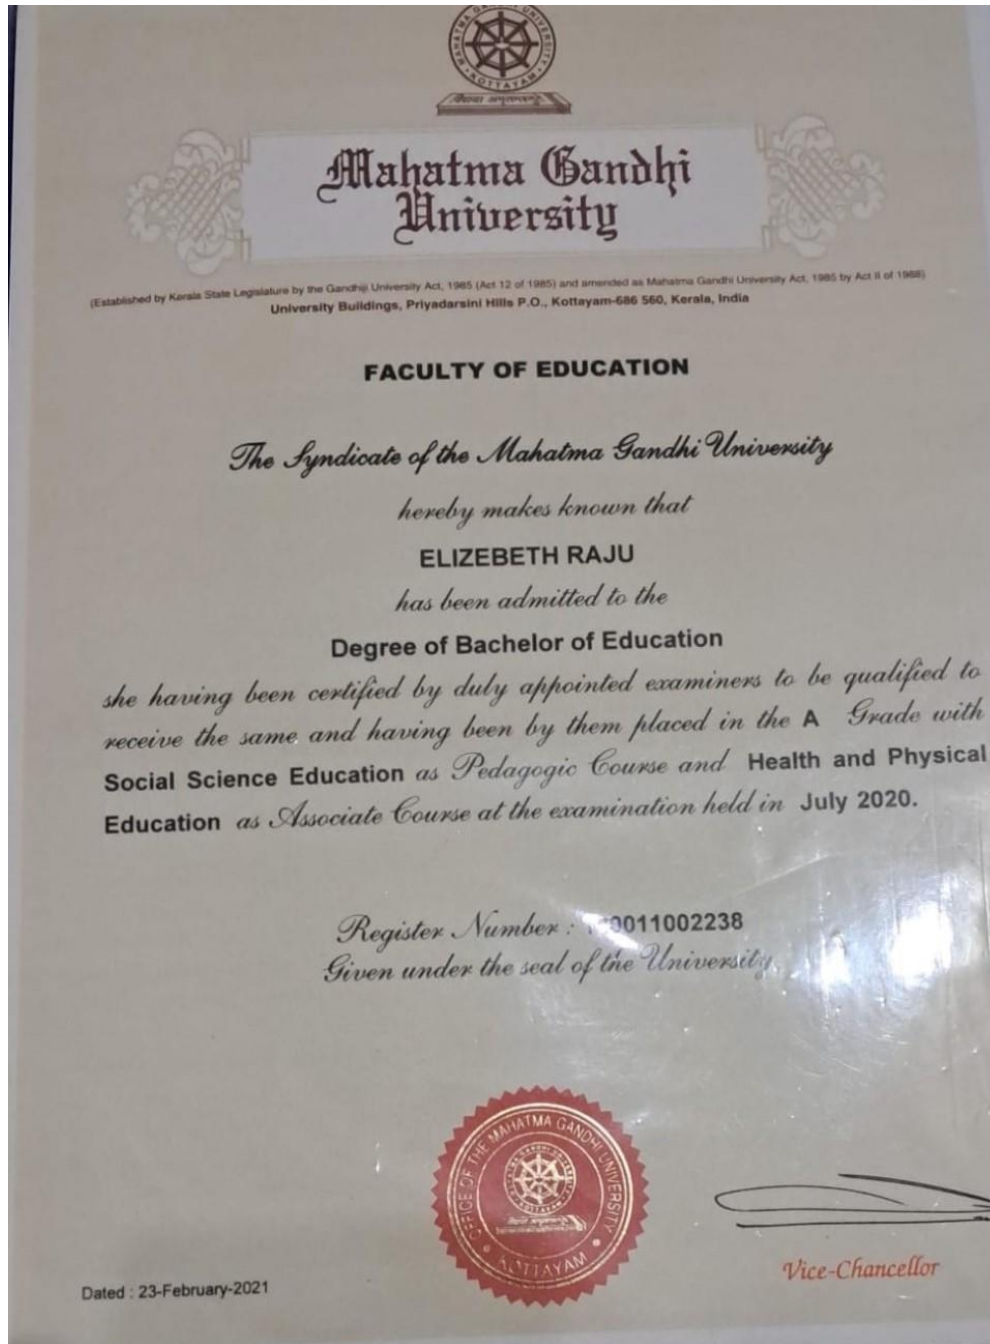 MAHATMA GANDHI UNIVERSITY
KOTTAYAM
Mahatma Gandhi
University
(Established by Kerala State Legislature by the Gandhiji University Act, 1985 (Act 12 of 1985) and amended as Mahatma Gandhi University Act, 1985 by Act II of 1988)
University Buildings, Priyadarsini Hills P.O., Kottayam-686 560, Kerala, India
FACULTY OF EDUCATION
The Syndicate of the Mahatma Gandhi University
hereby makes known that
ELIZEBETH RAJU
has been admitted to the
Degree of Bachelor of Education
she having been certified by duly appointed examiners to be qualified to
receive the same and having been by them placed in the A Grade with
Social Science Education as Pedagogic Course and Health and Physical
Education as Associate Course at the examination held in July 2020.
Register Number :
Given under the seal of the University
OFFICE OF THE MAHATMA GANDHI UNIVERSITY
KOTTAYAM
Vice-Chancellor
Dated : 23-February-2021